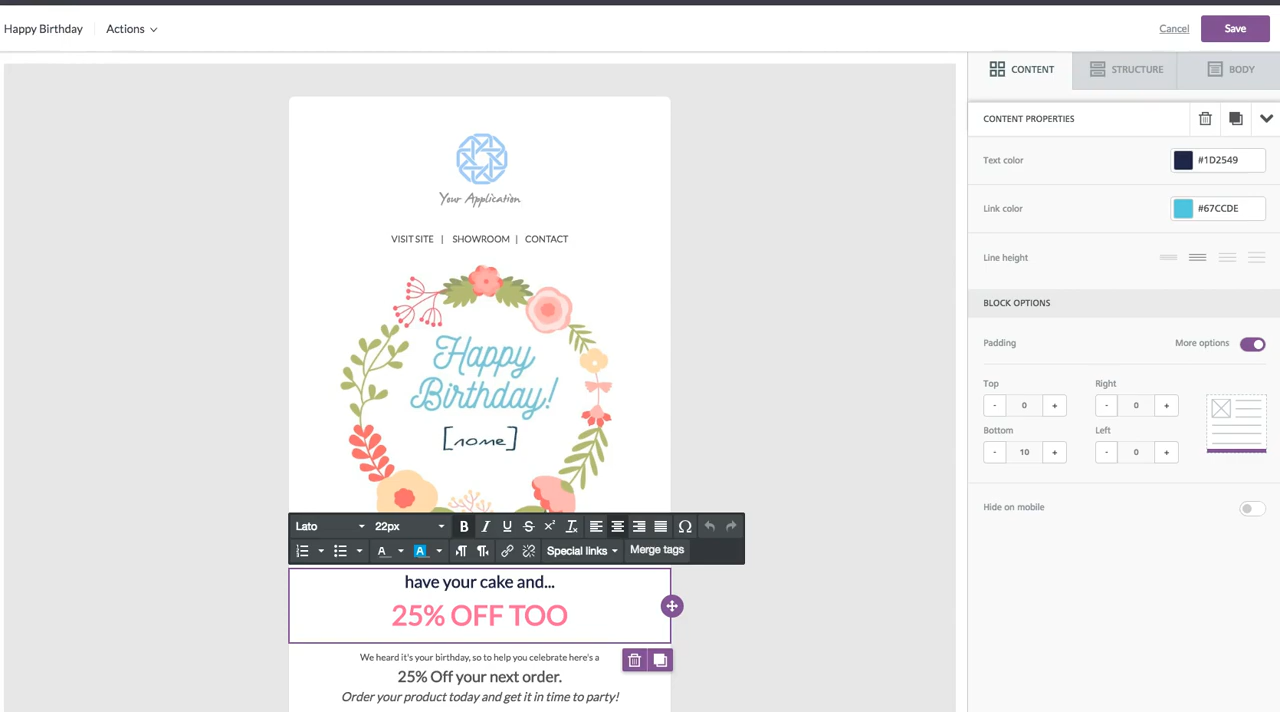 Happy Birthday Actions Cancel Save
CONTENT STRUCTURE BODY
CONTENT PROPERTIES
Text color #1D2549
Link color #67CCDE
Line height
BLOCK OPTIONS
Padding More options
Top Right
- 0 + - 0 +
Bottom Left
- 10 + - 0 +
Hide on mobile
Your Application
VISIT SITE | SHOWROOM | CONTACT
Happy
Birthday!
[nome]
Lato 22px B I U S x² Tx Ω
A A Special links Merge tags
have your cake and...
25% OFF TOO
We heard it's your birthday, so to help you celebrate here's a
25% Off your next order.
Order your product today and get it in time to party!